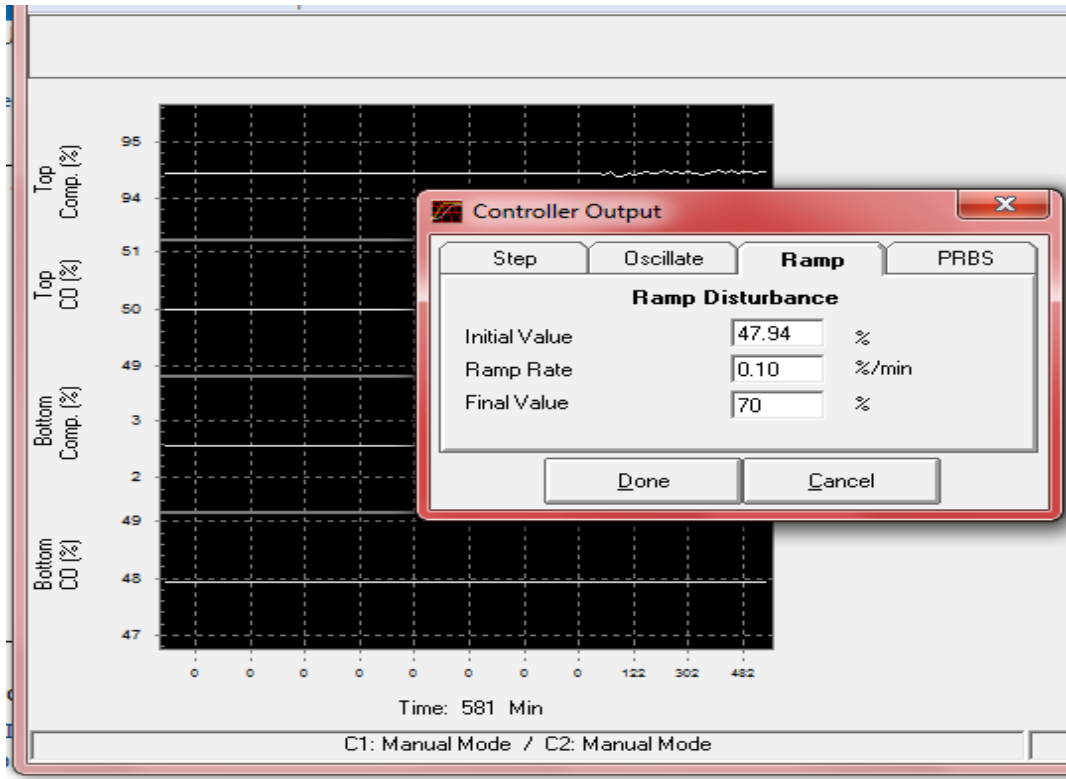 95
Top
Comp. (%)
94
51
Top
CO (%)
50
49
Bottom
Comp. (%)
3
2
49
Bottom
CO (%)
48
47
0 0 0 0 0 0 0 0 122 302 482
Time: 581 Min
C1: Manual Mode / C2: Manual Mode
Controller Output
Step Oscillate Ramp PRBS
Ramp Disturbance
Initial Value 47.94 %
Ramp Rate 0.10 %/min
Final Value 70 %
Done Cancel